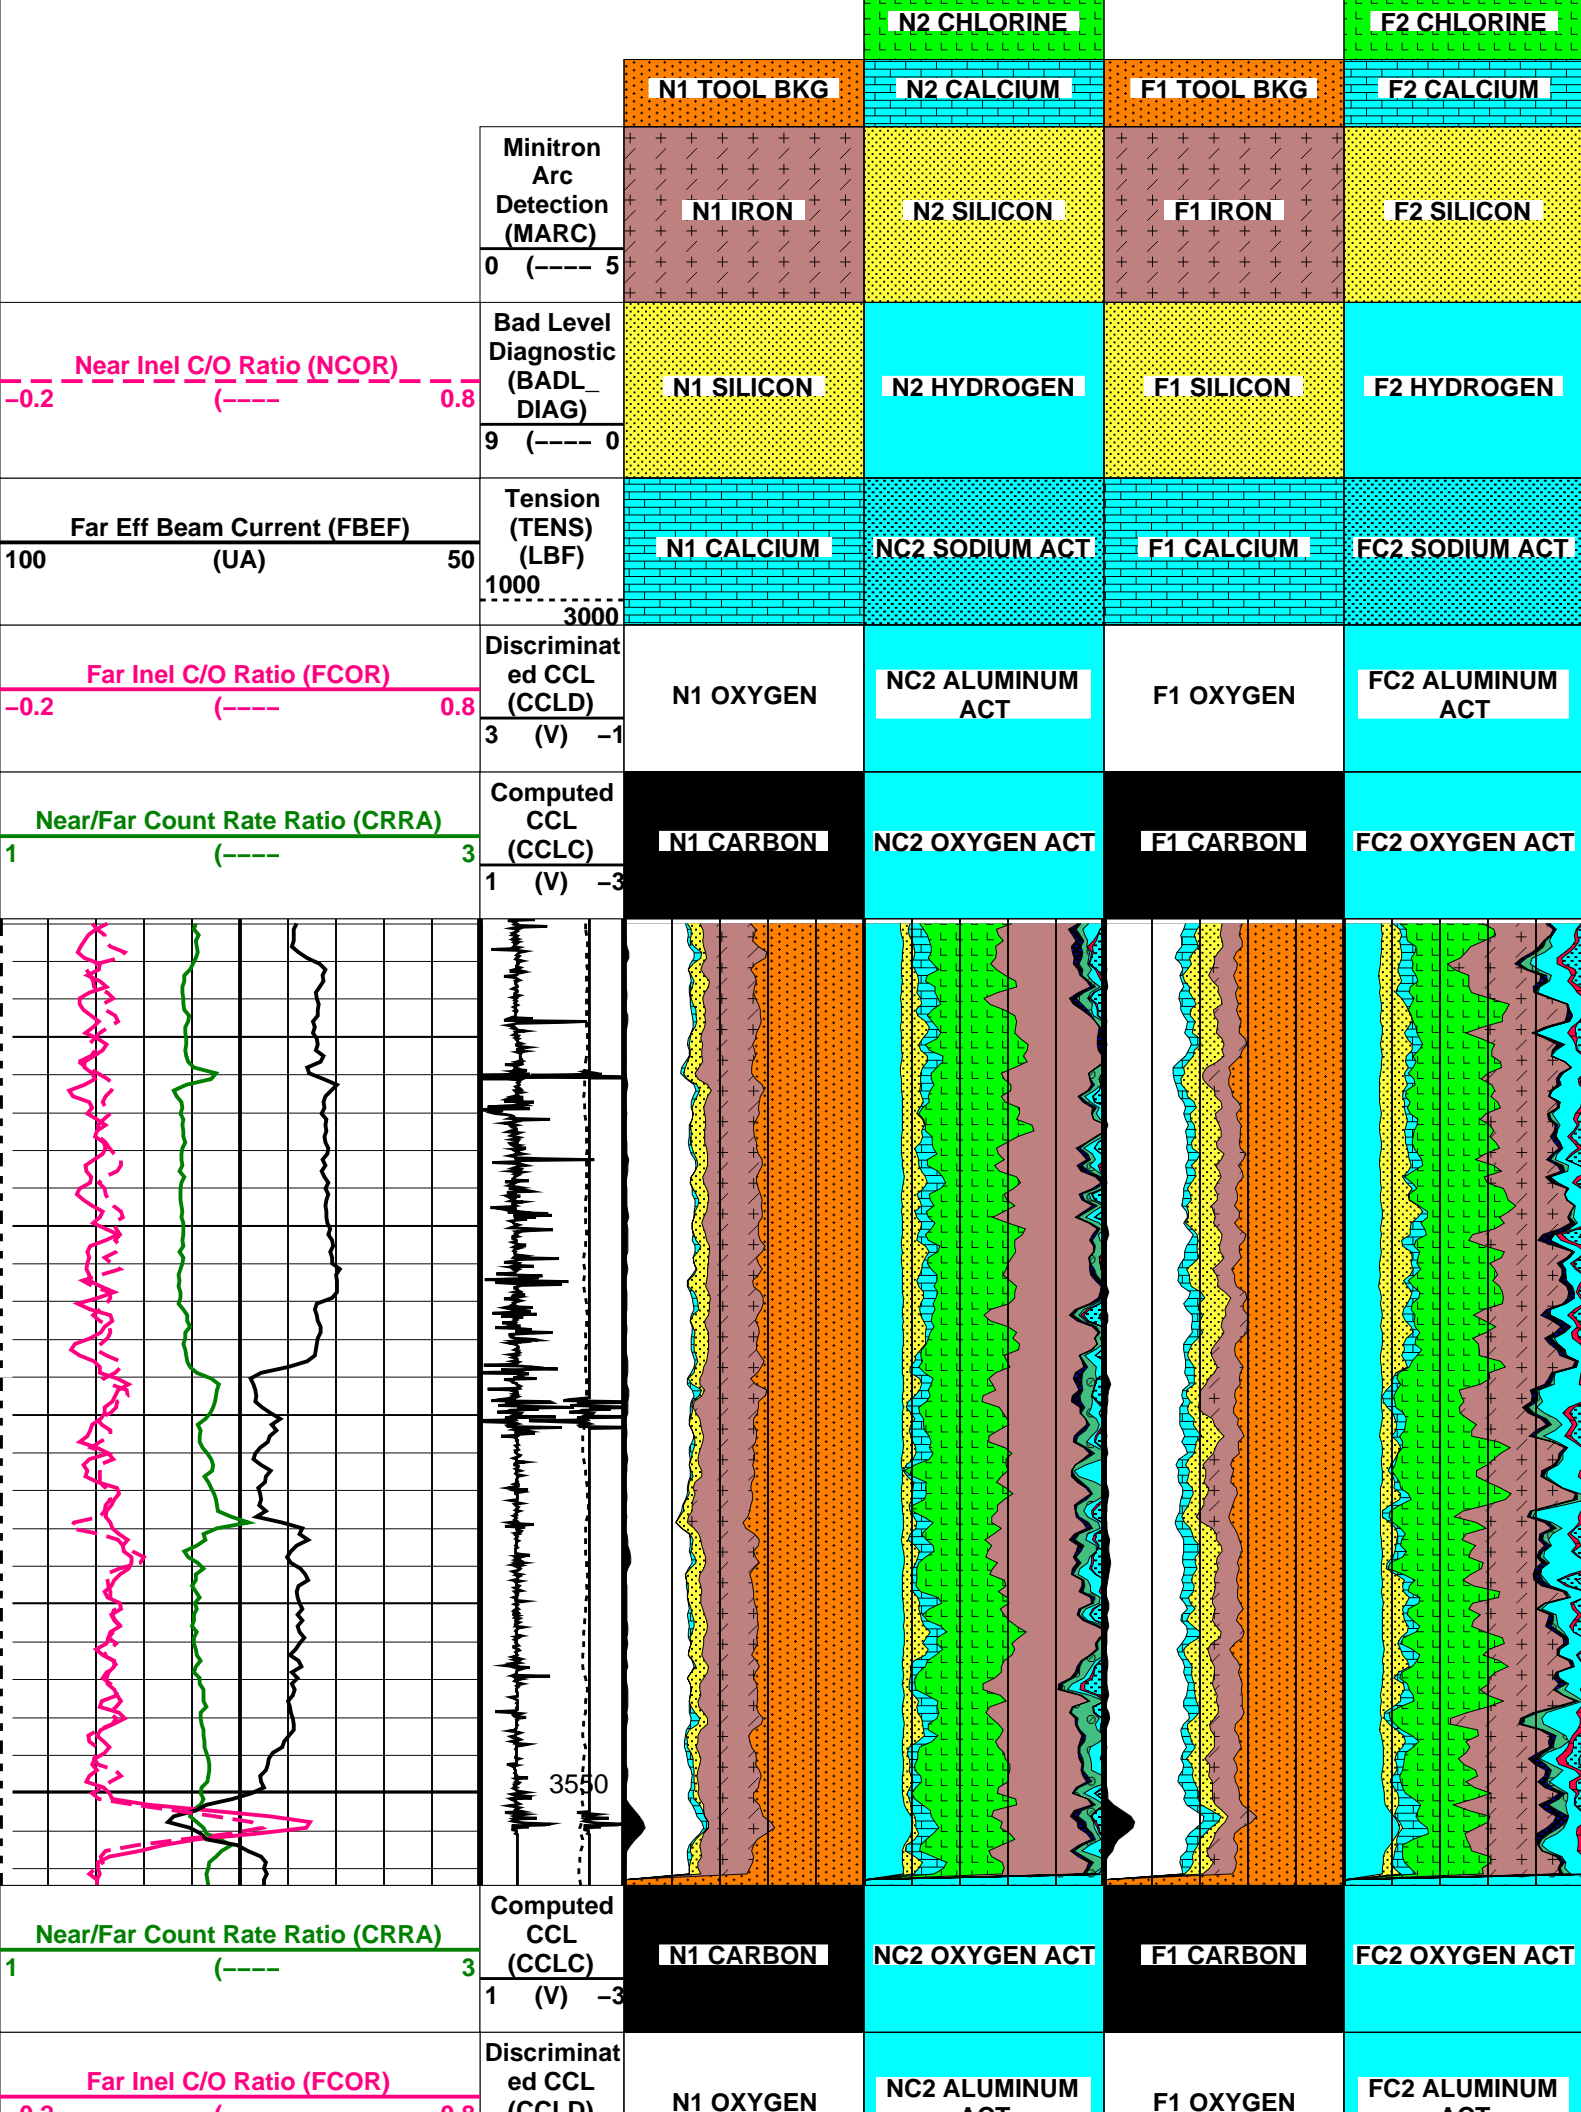 N2 CHLORINE
F2 CHLORINE
N1 TOOL BKG
N2 CALCIUM
F1 TOOL BKG
F2 CALCIUM
Minitron
Arc
Detection
(MARC)
0 (---- 5
N1 IRON
N2 SILICON
F1 IRON
F2 SILICON
Near Inel C/O Ratio (NCOR)
-0.2 (---- 0.8
Bad Level
Diagnostic
(BADL_
DIAG)
9 (---- 0
N1 SILICON
N2 HYDROGEN
F1 SILICON
F2 HYDROGEN
Far Eff Beam Current (FBEF)
100 (UA) 50
Tension
(TENS)
(LBF)
1000
3000
N1 CALCIUM
NC2 SODIUM ACT
F1 CALCIUM
FC2 SODIUM ACT
Far Inel C/O Ratio (FCOR)
-0.2 (---- 0.8
Discriminat
ed CCL
(CCLD)
3 (V) -1
N1 OXYGEN
NC2 ALUMINUM
ACT
F1 OXYGEN
FC2 ALUMINUM
ACT
Near/Far Count Rate Ratio (CRRA)
1 (---- 3
Computed
CCL
(CCLC)
1 (V) -3
N1 CARBON
NC2 OXYGEN ACT
F1 CARBON
FC2 OXYGEN ACT
3550
Near/Far Count Rate Ratio (CRRA)
1 (---- 3
Computed
CCL
(CCLC)
1 (V) -3
N1 CARBON
NC2 OXYGEN ACT
F1 CARBON
FC2 OXYGEN ACT
Far Inel C/O Ratio (FCOR)
-0.2 (---- 0.8
Discriminat
ed CCL
(CCLD)
N1 OXYGEN
NC2 ALUMINUM
ACT
F1 OXYGEN
FC2 ALUMINUM
ACT